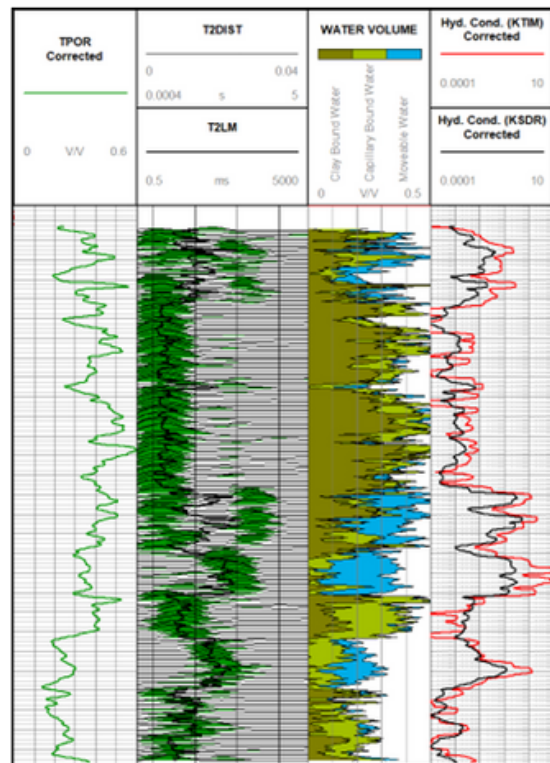 TPOR
Corrected
0 V/V 0.6
T2DIST
0 0.04
0.0004 s 5
T2LM
0.5 ms 5000
WATER VOLUME
Clay Bound Water
Capillary Bound Water
Moveable Water
0 V/V 0.5
Hyd. Cond. (KTIM)
Corrected
0.0001 10
Hyd. Cond. (KSDR)
Corrected
0.0001 10